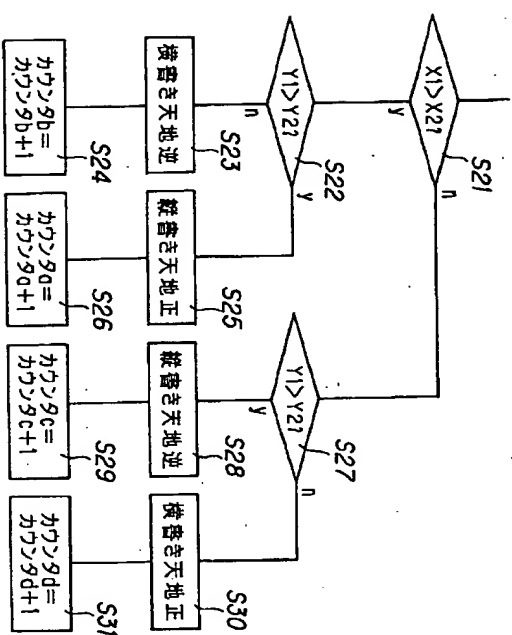 X1>X2?
S21
y
n
Y1>Y2?
S22
n
y
横書き天地逆
S23
カウンタb=
カウンタb+1
S24
縦書き天地正
S25
カウンタa=
カウンタa+1
S26
Y1>Y2?
S27
y
n
縦書き天地逆
S28
カウンタc=
カウンタc+1
S29
横書き天地正
S30
カウンタd=
カウンタd+1
S31